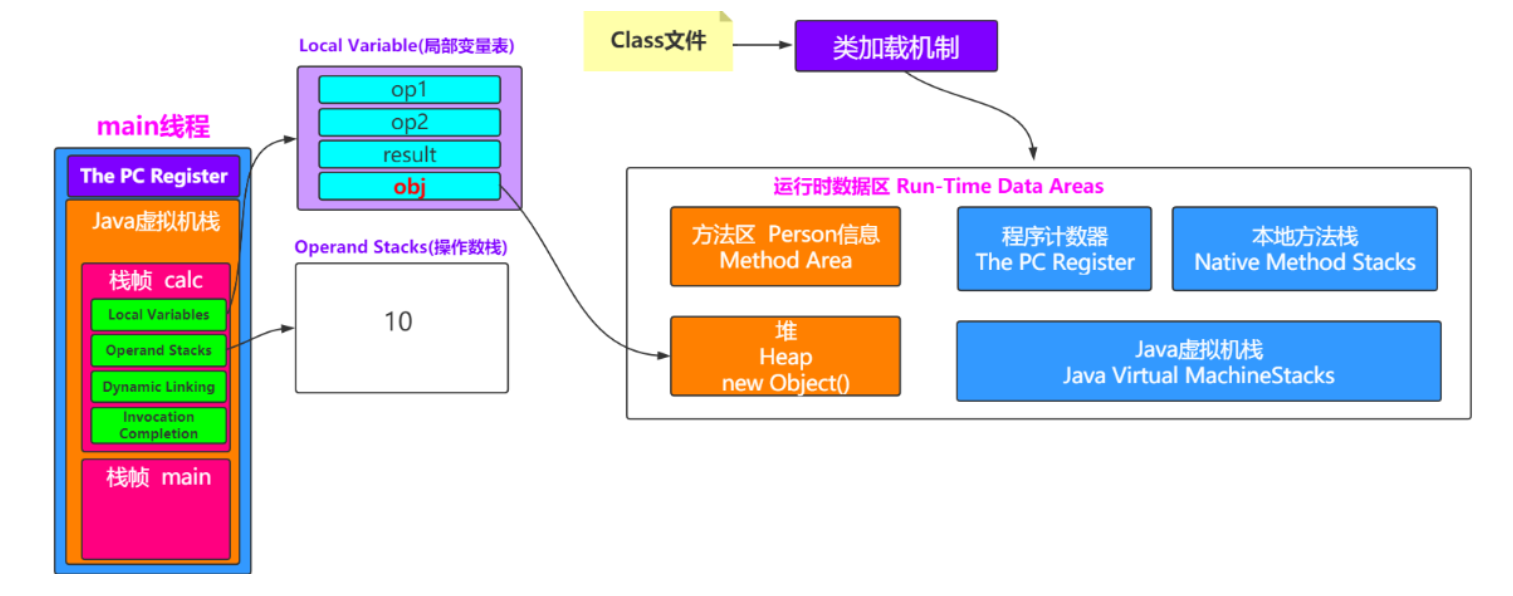 main线程
The PC Register
Java虚拟机栈
栈帧 calc
Local Variables
Operand Stacks
Dynamic Linking
Invocation
Completion
栈帧 main
Local Variable(局部变量表)
op1
op2
result
obj
Operand Stacks(操作数栈)
10
Class文件
类加载机制
运行时数据区 Run-Time Data Areas
方法区 Person信息
Method Area
程序计数器
The PC Register
本地方法栈
Native Method Stacks
堆
Heap
new Object()
Java虚拟机栈
Java Virtual MachineStacks